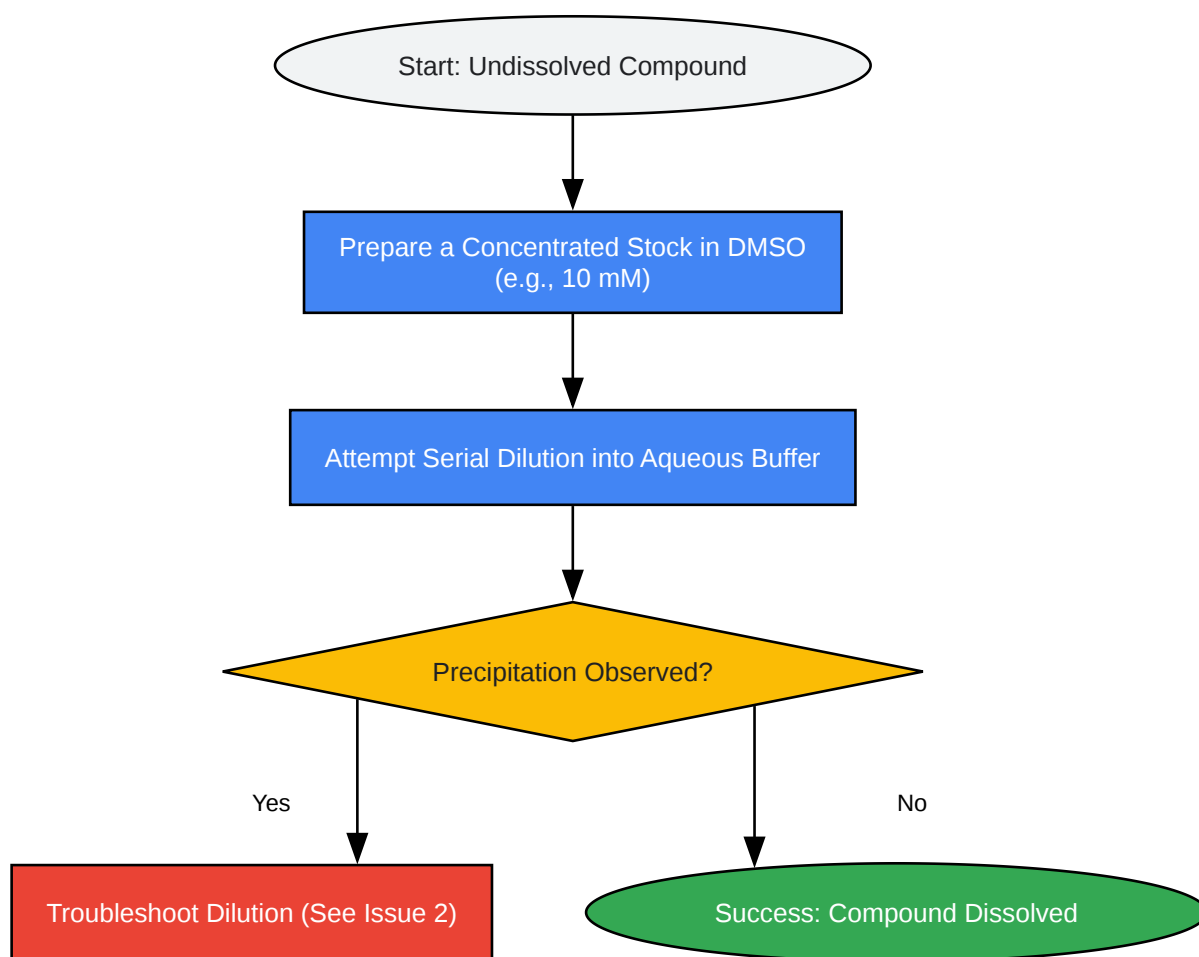 Start: Undissolved Compound
Prepare a Concentrated Stock in DMSO
(e.g., 10 mM)
Attempt Serial Dilution into Aqueous Buffer
Precipitation Observed?
Yes
No
Troubleshoot Dilution (See Issue 2)
Success: Compound Dissolved